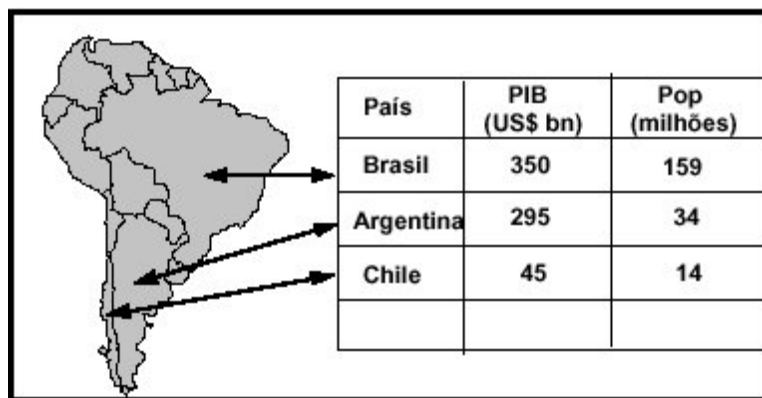 País PIB (US$ bn) Pop (milhões)
Brasil 350 159
Argentina 295 34
Chile 45 14